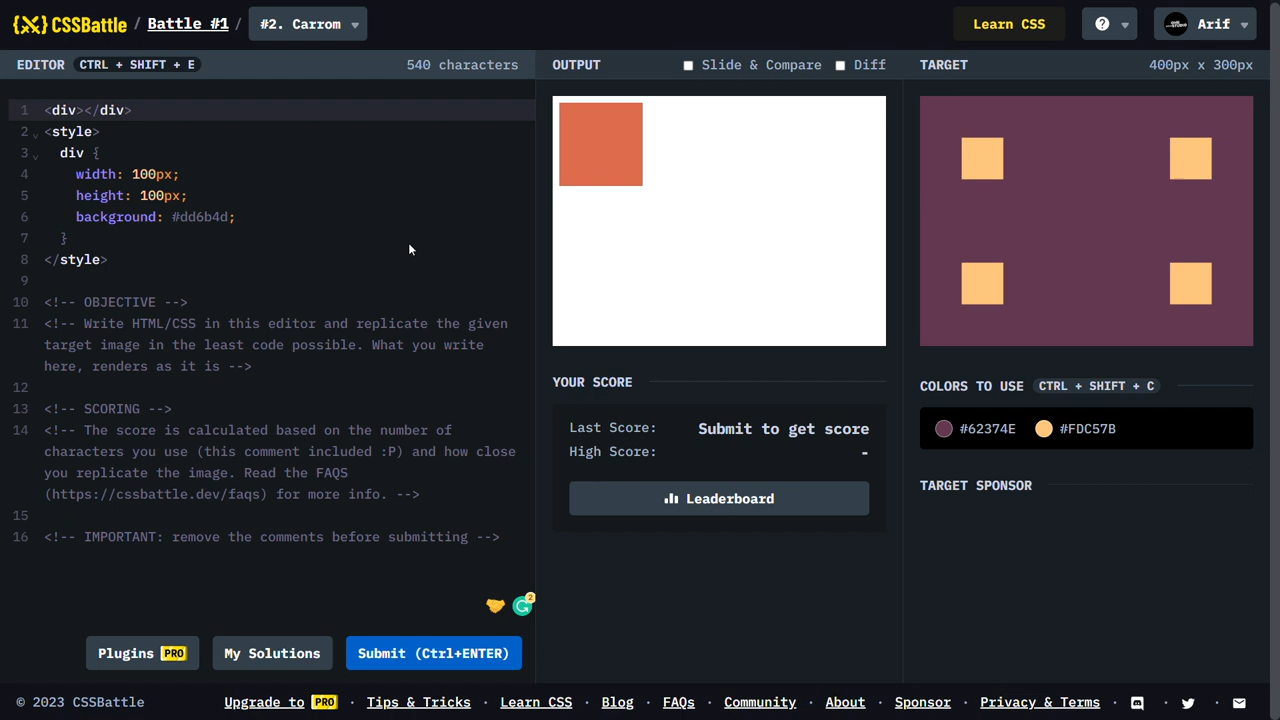 CSSBattle / Battle #1 / #2. Carrom
Learn CSS
Arif
EDITOR CTRL + SHIFT + E 540 characters
1 <div></div>
2 <style>
3 div {
4 width: 100px;
5 height: 100px;
6 background: #dd6b4d;
7 }
8 </style>
9
10 <!-- OBJECTIVE -->
11 <!-- Write HTML/CSS in this editor and replicate the given
target image in the least code possible. What you write
here, renders as it is -->
12
13 <!-- SCORING -->
14 <!-- The score is calculated based on the number of
characters you use (this comment included :P) and how close
you replicate the image. Read the FAQS
(https://cssbattle.dev/faqs) for more info. -->
15
16 <!-- IMPORTANT: remove the comments before submitting -->
2
Plugins PRO
My Solutions
Submit (Ctrl+ENTER)
OUTPUT Slide & Compare Diff
YOUR SCORE
Last Score: Submit to get score
High Score: -
Leaderboard
TARGET 400px x 300px
COLORS TO USE CTRL + SHIFT + C
#62374E #FDC57B
TARGET SPONSOR
© 2023 CSSBattle
Upgrade to PRO · Tips & Tricks · Learn CSS · Blog · FAQs · Community · About · Sponsor · Privacy & Terms · · ·